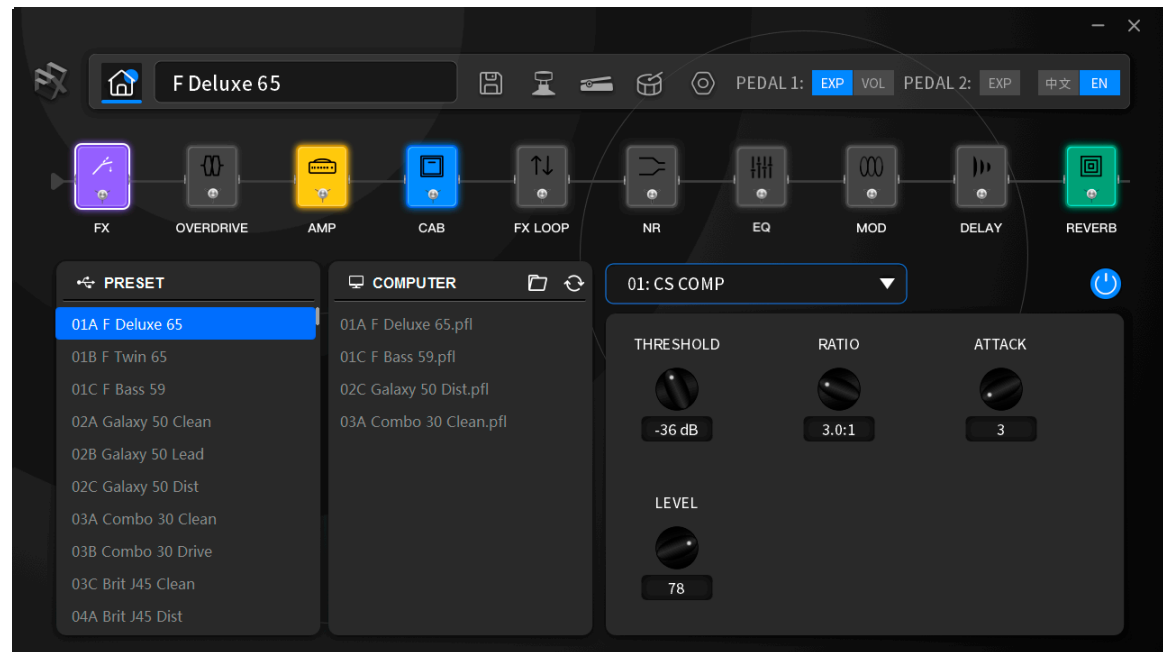 F Deluxe 65 PEDAL 1: EXP VOL PEDAL 2: EXP 中文 EN
FX OVERDRIVE AMP CAB FX LOOP NR EQ MOD DELAY REVERB
PRESET
01A F Deluxe 65
01B F Twin 65
01C F Bass 59
02A Galaxy 50 Clean
02B Galaxy 50 Lead
02C Galaxy 50 Dist
03A Combo 30 Clean
03B Combo 30 Drive
03C Brit J45 Clean
04A Brit J45 Dist
COMPUTER
01A F Deluxe 65.pfl
01C F Bass 59.pfl
02C Galaxy 50 Dist.pfl
03A Combo 30 Clean.pfl
01: CS COMP
THRESHOLD RATIO ATTACK
-36 dB 3.0:1 3
LEVEL
78